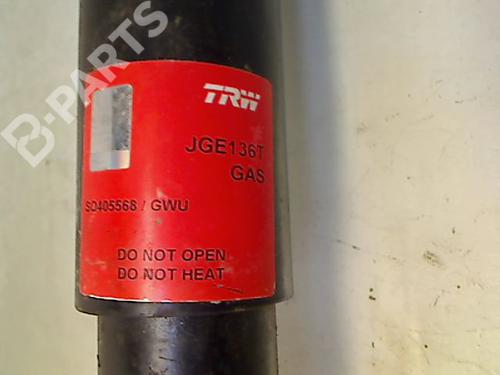 B-PARTS
TRW
JGE136T
GAS
SO405568 / GWU
DO NOT OPEN
DO NOT HEAT